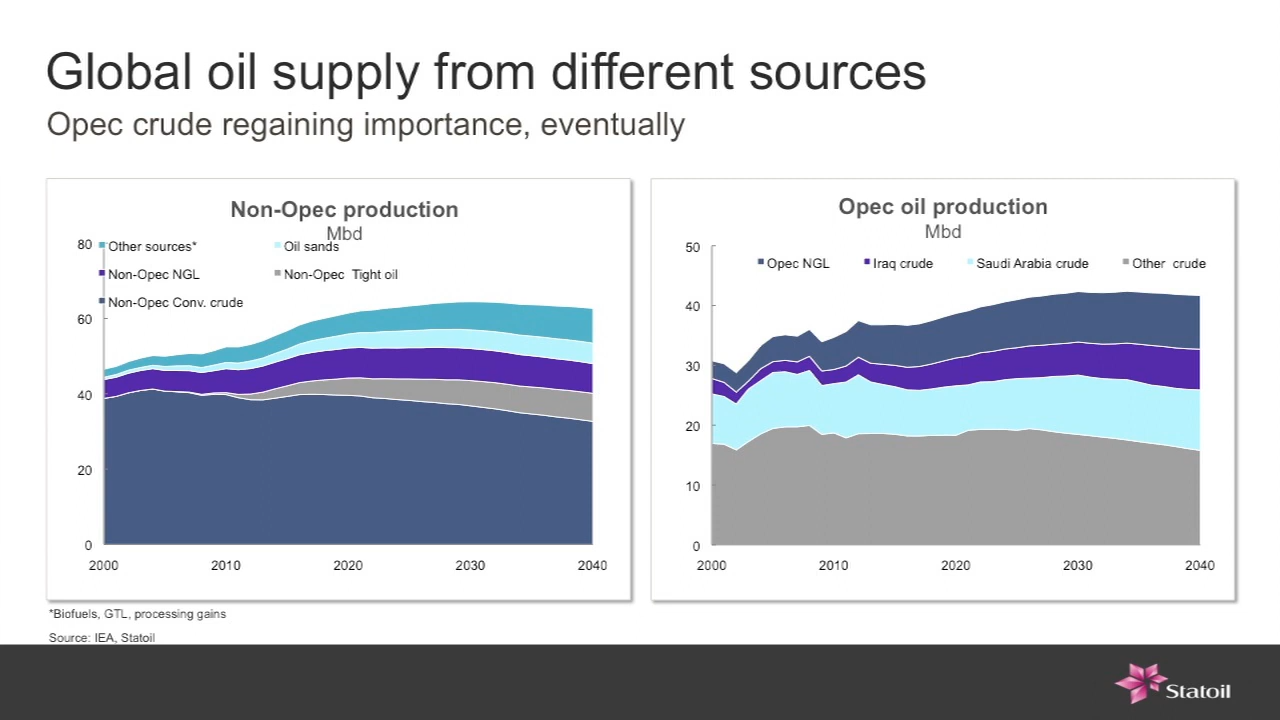 Global oil supply from different sources
Opec crude regaining importance, eventually
Non-Opec production
Mbd
80
Other sources*
Oil sands
Non-Opec NGL
Non-Opec Tight oil
Non-Opec Conv. crude
60
40
20
0
2000 2010 2020 2030 2040
Opec oil production
Mbd
50
Opec NGL Iraq crude Saudi Arabia crude Other crude
40
30
20
10
0
2000 2010 2020 2030 2040
*Biofuels, GTL, processing gains
Source: IEA, Statoil
Statoil